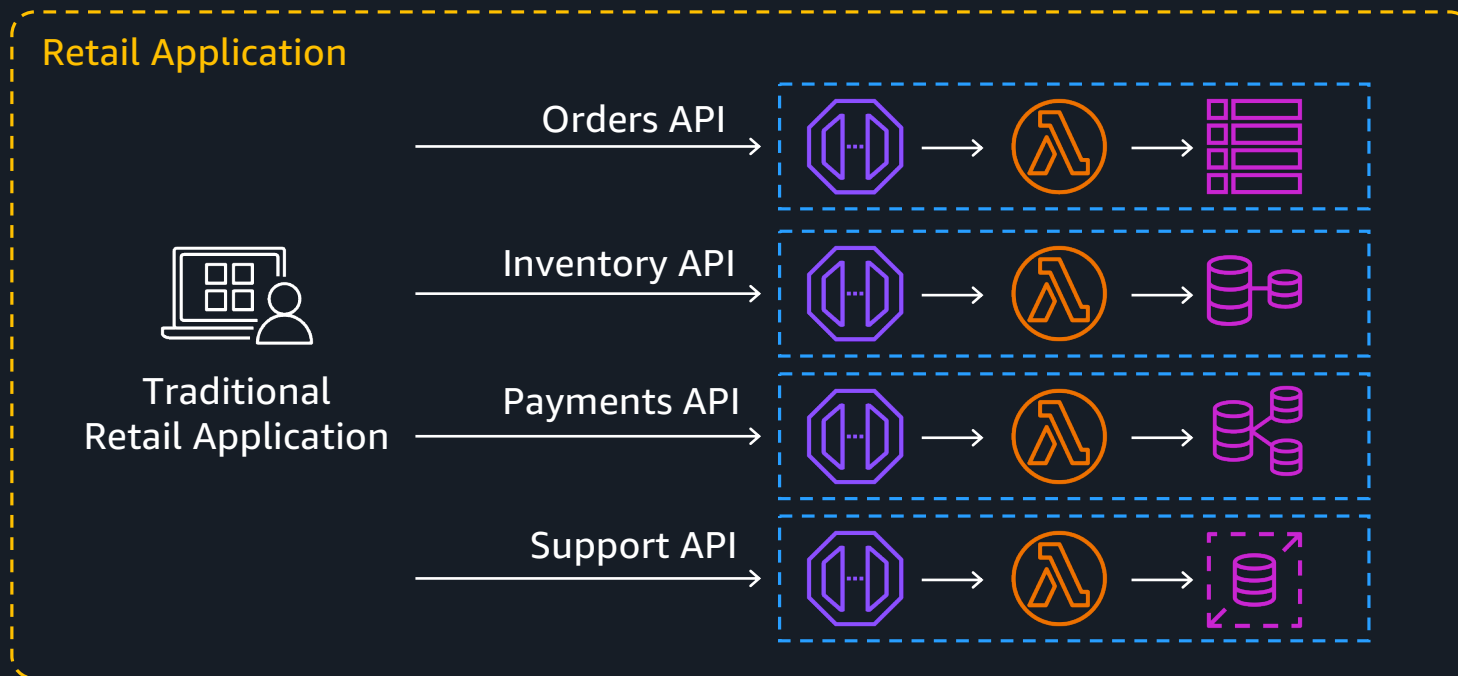 Retail Application
Orders API
Inventory API
Traditional
Retail Application
Payments API
Support API